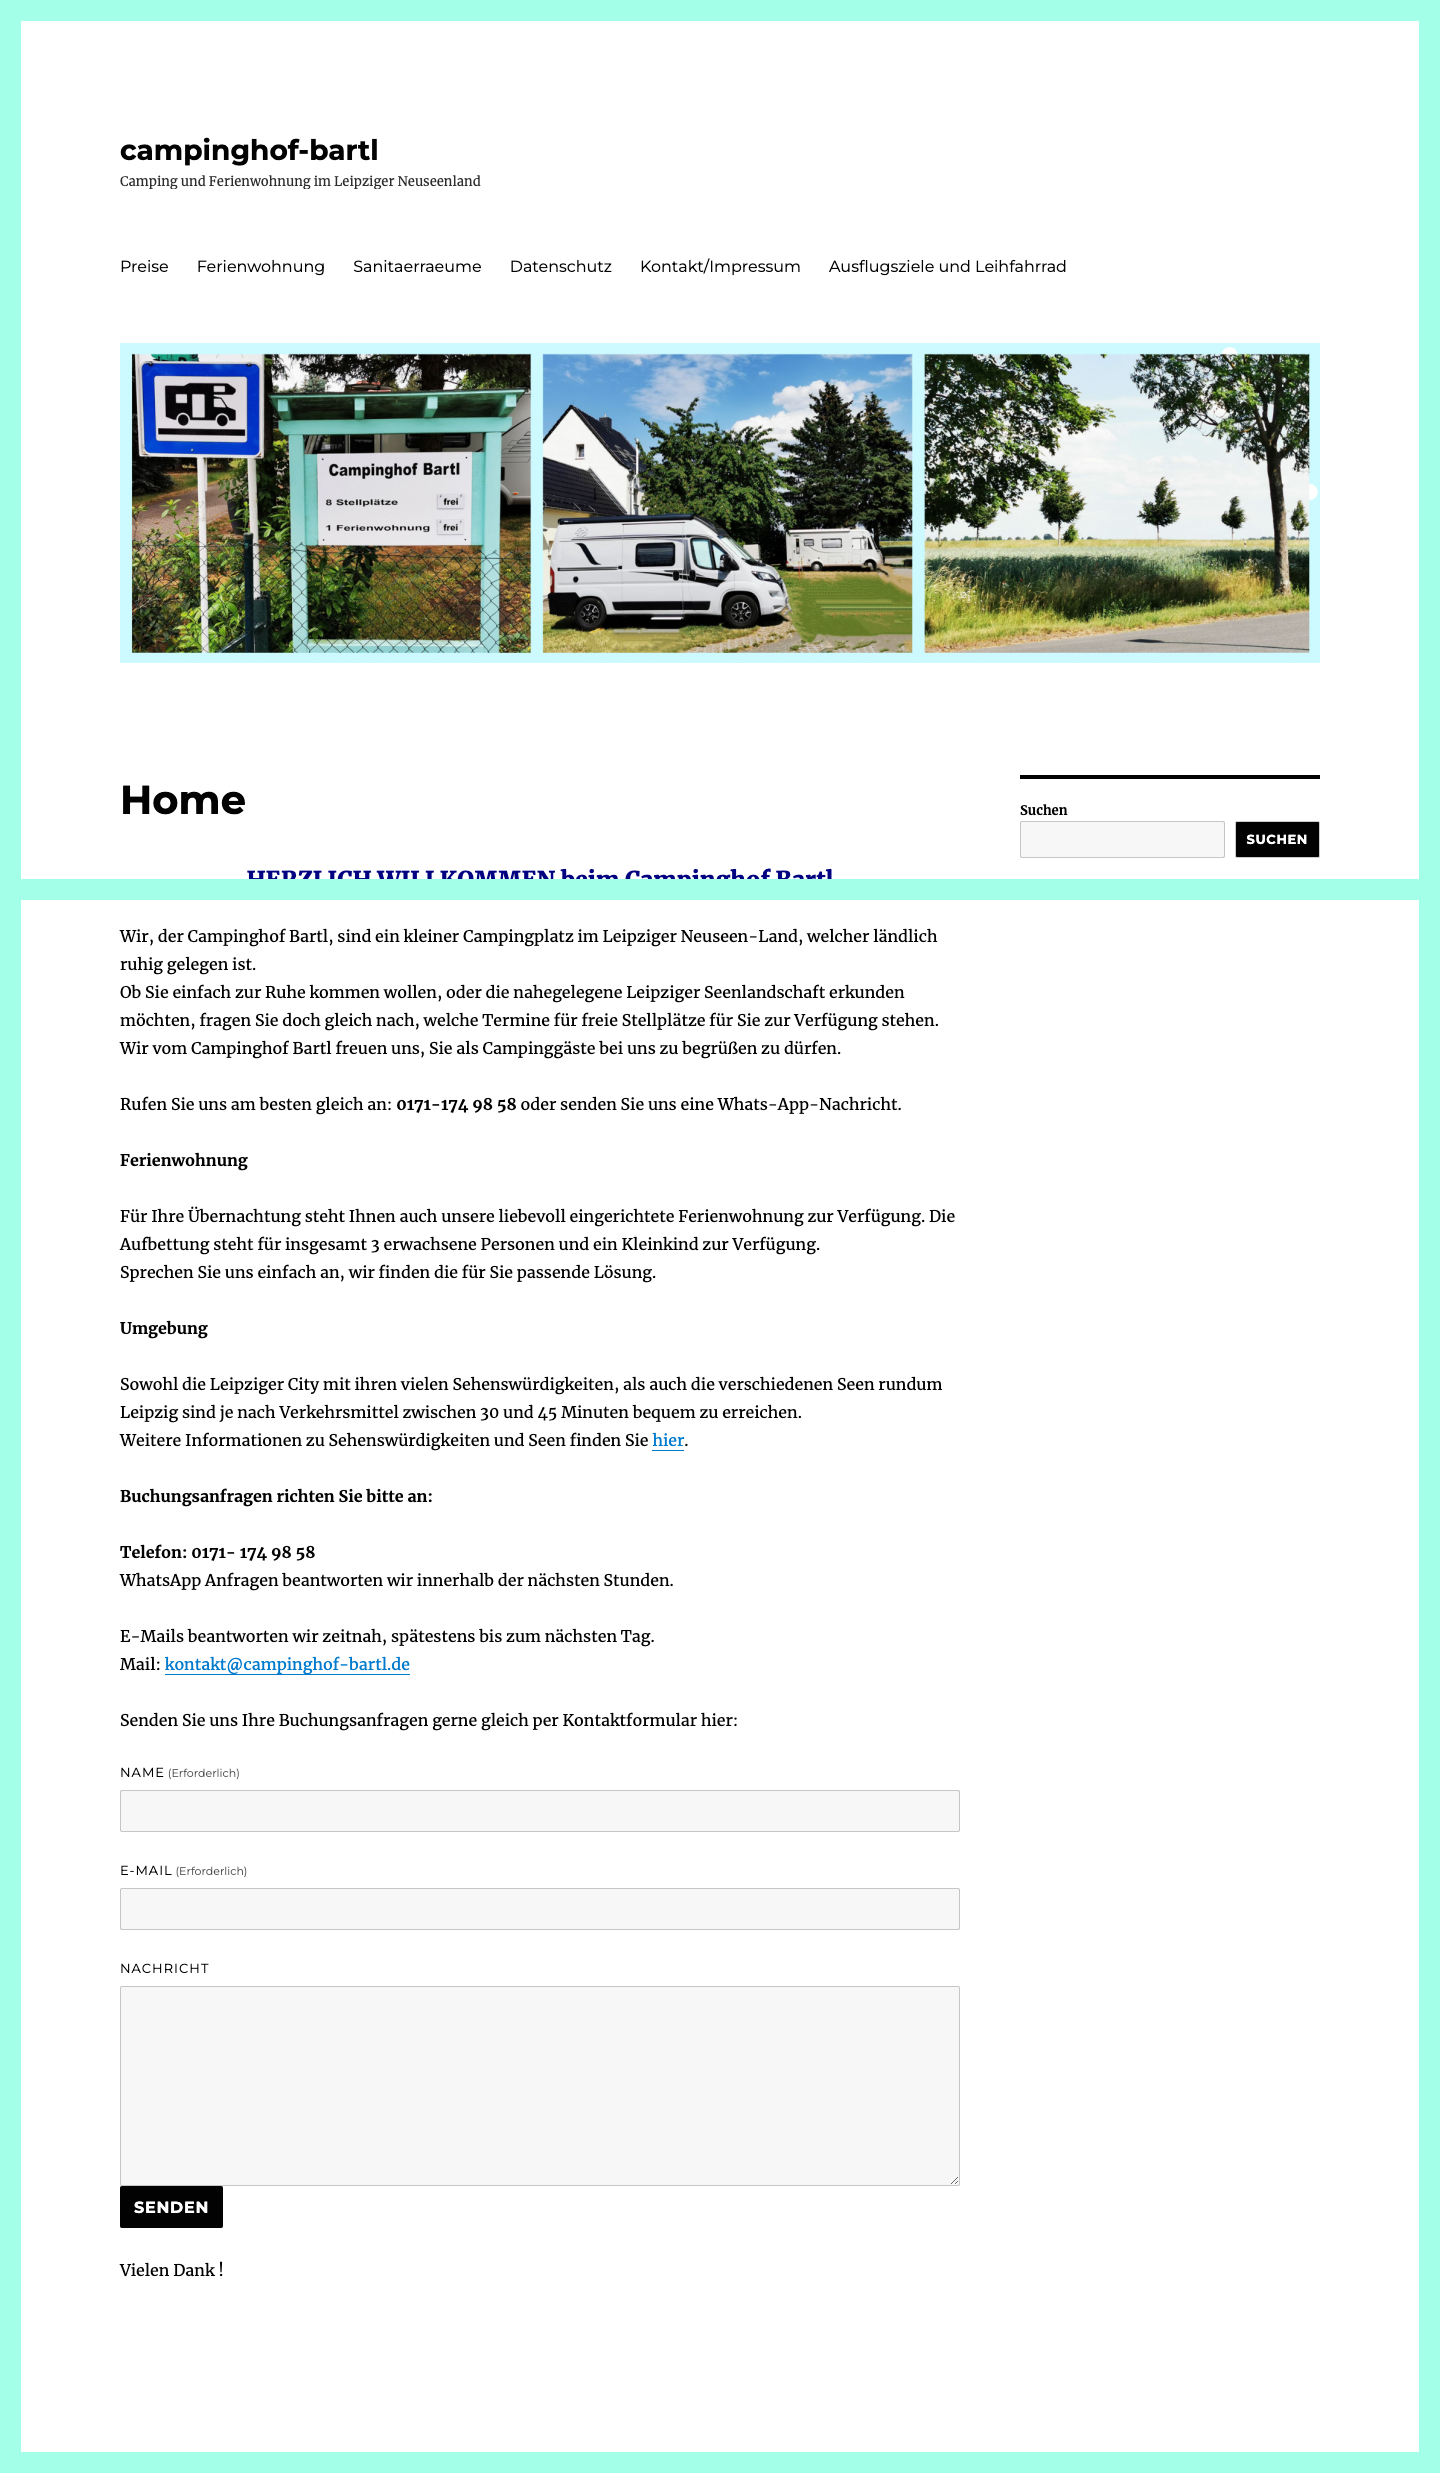 campinghof-bartl
Camping und Ferienwohnung im Leipziger Neuseenland
Preise Ferienwohnung Sanitaerraeume Datenschutz Kontakt/Impressum Ausflugsziele und Leihfahrrad
Campinghof Bartl
8 Stellplätze frei
1 Ferienwohnung frei
Home
Suchen
SUCHEN
HERZLICH WILLKOMMEN beim Campinghof Bartl
Wir, der Campinghof Bartl, sind ein kleiner Campingplatz im Leipziger Neuseen-Land, welcher ländlich
ruhig gelegen ist.
Ob Sie einfach zur Ruhe kommen wollen, oder die nahegelegene Leipziger Seenlandschaft erkunden
möchten, fragen Sie doch gleich nach, welche Termine für freie Stellplätze für Sie zur Verfügung stehen.
Wir vom Campinghof Bartl freuen uns, Sie als Campinggäste bei uns zu begrüßen zu dürfen.
Rufen Sie uns am besten gleich an: 0171-174 98 58 oder senden Sie uns eine Whats-App-Nachricht.
Ferienwohnung
Für Ihre Übernachtung steht Ihnen auch unsere liebevoll eingerichtete Ferienwohnung zur Verfügung. Die
Aufbettung steht für insgesamt 3 erwachsene Personen und ein Kleinkind zur Verfügung.
Sprechen Sie uns einfach an, wir finden die für Sie passende Lösung.
Umgebung
Sowohl die Leipziger City mit ihren vielen Sehenswürdigkeiten, als auch die verschiedenen Seen rundum
Leipzig sind je nach Verkehrsmittel zwischen 30 und 45 Minuten bequem zu erreichen.
Weitere Informationen zu Sehenswürdigkeiten und Seen finden Sie hier.
Buchungsanfragen richten Sie bitte an:
Telefon: 0171- 174 98 58
WhatsApp Anfragen beantworten wir innerhalb der nächsten Stunden.
E-Mails beantworten wir zeitnah, spätestens bis zum nächsten Tag.
Mail: kontakt@campinghof-bartl.de
Senden Sie uns Ihre Buchungsanfragen gerne gleich per Kontaktformular hier:
NAME (Erforderlich)
E-MAIL (Erforderlich)
NACHRICHT
SENDEN
Vielen Dank !